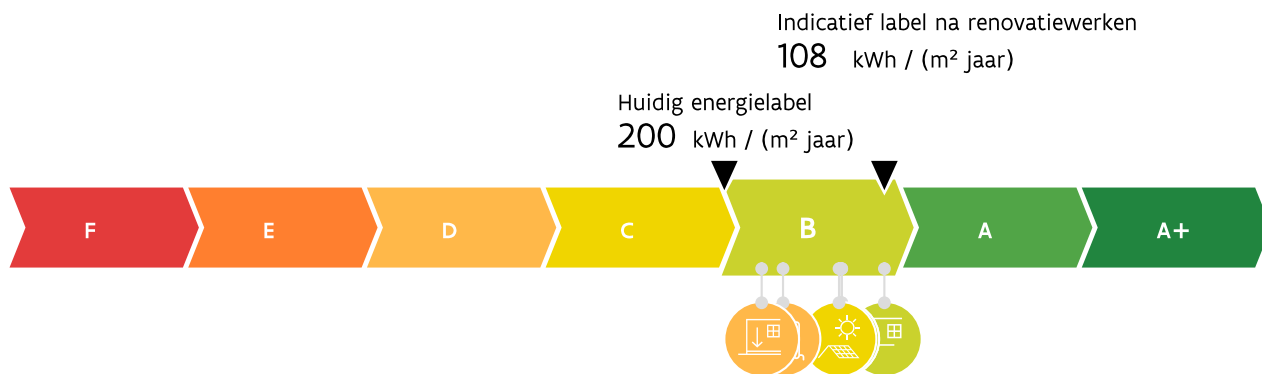 Indicatief label na renovatiewerken
108 kWh / (m² jaar)
Huidig energielabel
200 kWh / (m² jaar)
F E D C B A A+